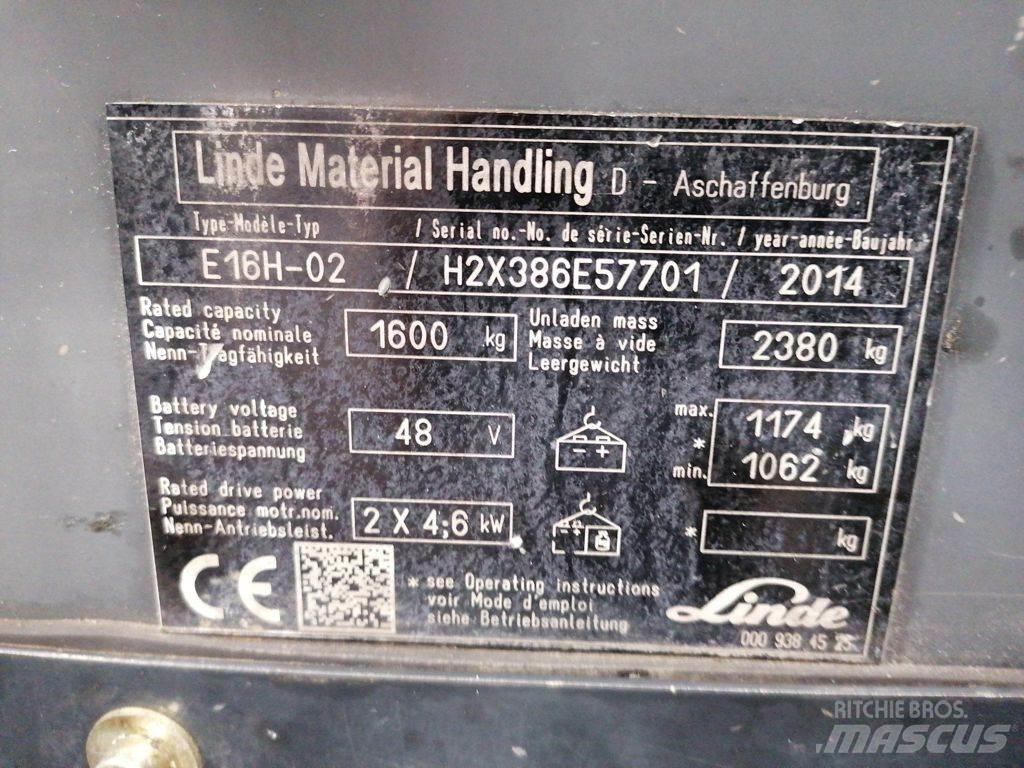 Linde Material Handling D - Aschaffenburg
Type-Modèle-Typ / Serial no.-No. de série-Serien-Nr. / year-année-Baujahr
E16H-02 / H2X386E57701 / 2014
Rated capacity
Capacité nominale
Nenn-Tragfähigkeit
1600 kg
Unladen mass
Masse à vide
Leergewicht
2380 kg
Battery voltage
Tension batterie
Batteriespannung
48 V
- +
max. 1174 kg
*
min. 1062 kg
Rated drive power
Puissance motr.nom.
Nenn-Antriebsleist.
2 X 4,6 kW
* kg
CE
* see Operating instructions
voir Mode d'emploi
siehe Betriebsanleitung
Linde
000 938 45 25
RITCHIE BROS.
MASCUS